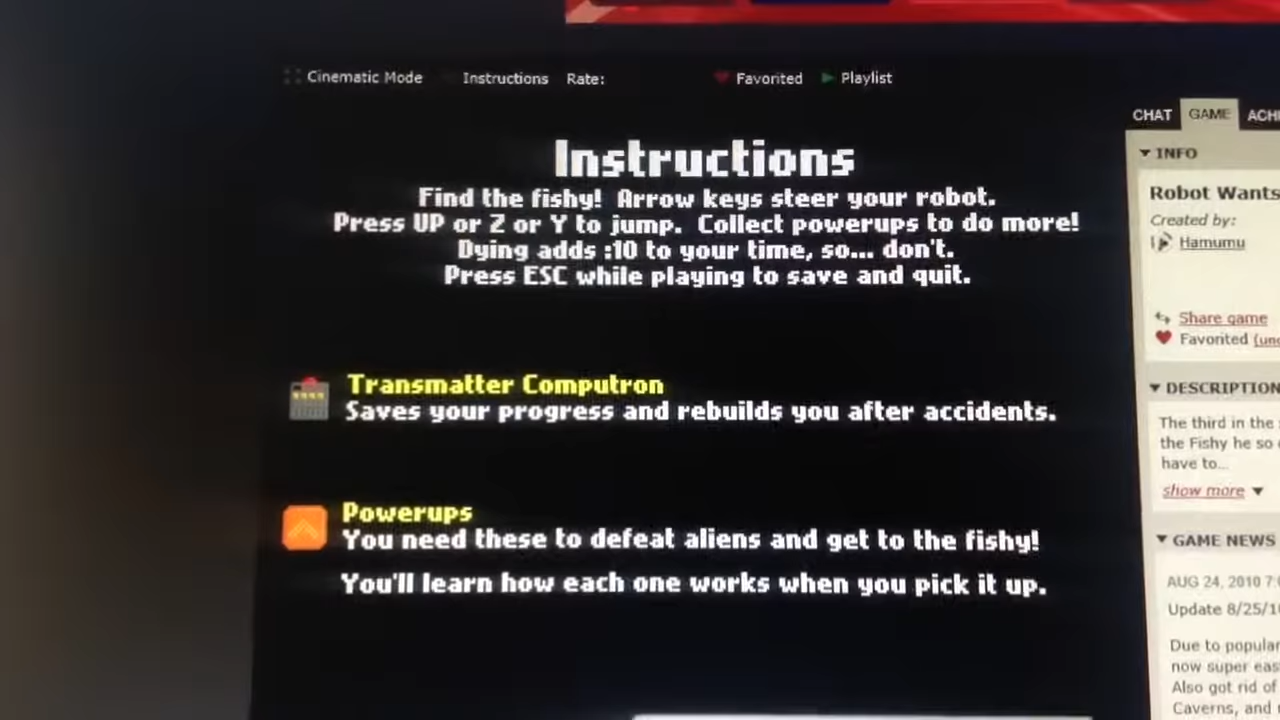 Cinematic Mode Instructions Rate: Favorited Playlist
CHAT GAME
Instructions
Find the fishy! Arrow keys steer your robot.
Press UP or Z or Y to jump. Collect powerups to do more!
Dying adds :10 to your time, so... don't.
Press ESC while playing to save and quit.
Transmatter Computron
Saves your progress and rebuilds you after accidents.
Powerups
You need these to defeat aliens and get to the fishy!
You'll learn how each one works when you pick it up.
INFO
Robot Wants
Created by:
Hamumu
Share game
Favorited
DESCRIPTION
The third in the
the Fishy he so
have to...
show more
GAME NEWS
AUG 24, 2010
Update
Due to popular
now super
Also got rid of
Caverns, and